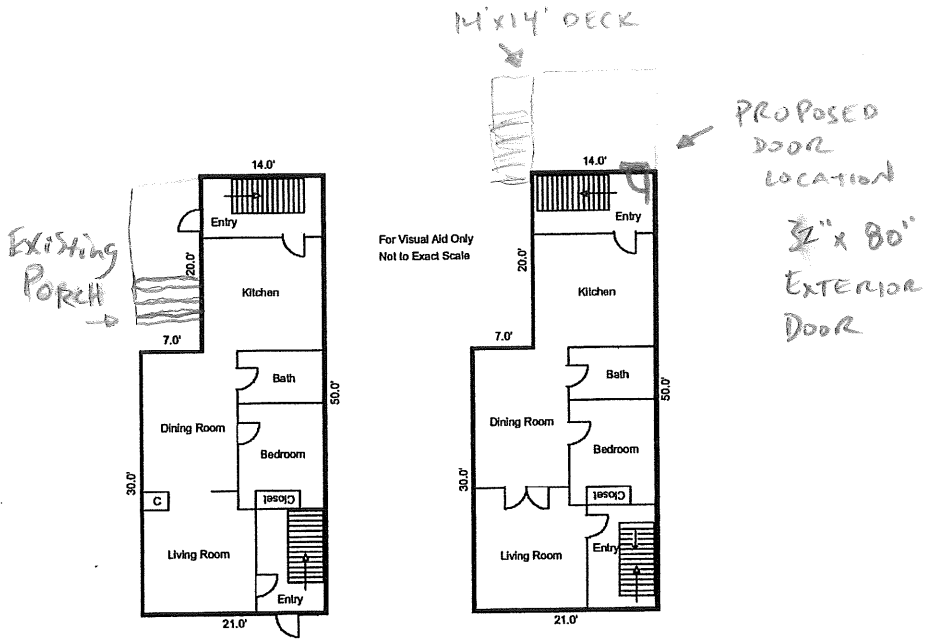 14'x14' DECK
PROPOSED
DOOR
LOCATION
32" x 80"
EXTERIOR
DOOR
Existing
PORCH
14.0'
Entry
20.0'
Kitchen
7.0'
Bath
50.0'
Dining Room
Bedroom
30.0'
C
Closet
Living Room
Entry
21.0'
For Visual Aid Only
Not to Exact Scale
14.0'
Entry
20.0'
Kitchen
7.0'
Bath
50.0'
Dining Room
Bedroom
30.0'
Closet
Living Room
Entry
21.0'